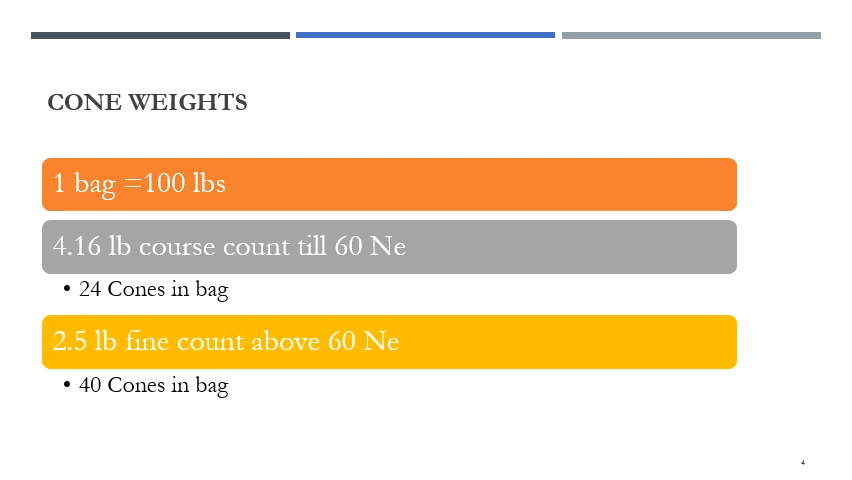 CONE WEIGHTS
1 bag =100 lbs
4.16 lb course count till 60 Ne
• 24 Cones in bag
2.5 lb fine count above 60 Ne
• 40 Cones in bag
4